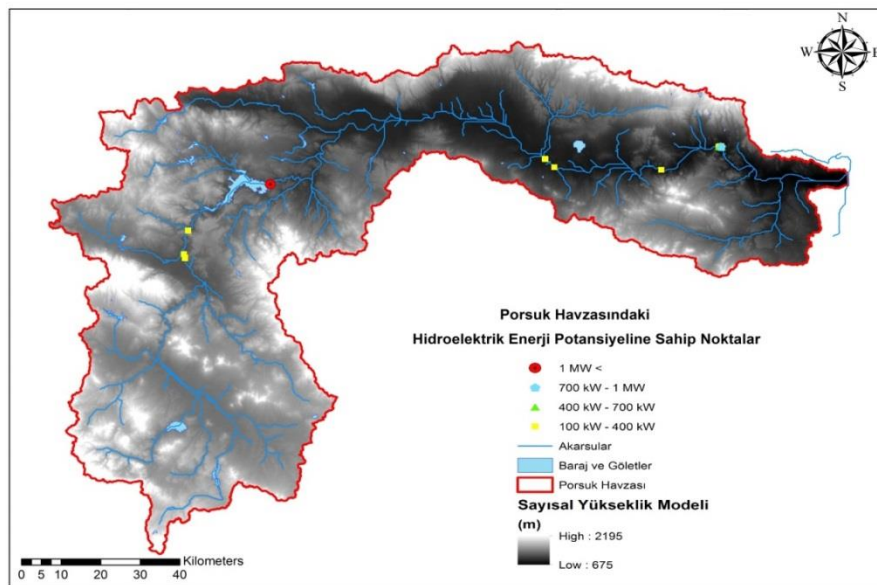 N
W E
S
Porsuk Havzasındaki
Hidroelektrik Enerji Potansiyeline Sahip Noktalar
1 MW <
700 kW - 1 MW
400 kW - 700 kW
100 kW - 400 kW
Akarsular
Baraj ve Göletler
Porsuk Havzası
Sayısal Yükseklik Modeli
(m)
High : 2195
Low : 675
Kilometers
0 5 10 20 30 40